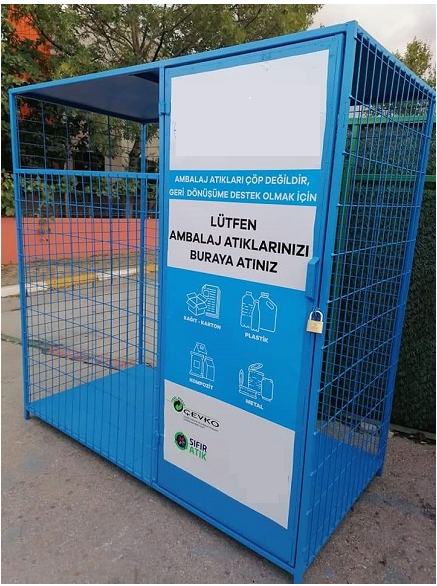 AMBALAJ ATIKLARI ÇÖP DEĞİLDİR,
GERİ DÖNÜŞÜME DESTEK OLMAK İÇİN
LÜTFEN
AMBALAJ ATIKLARINIZI
BURAYA ATINIZ
KAĞIT - KARTON
PLASTİK
KOMPOZİT
METAL
ÇEVKO
SIFIR
ATIK